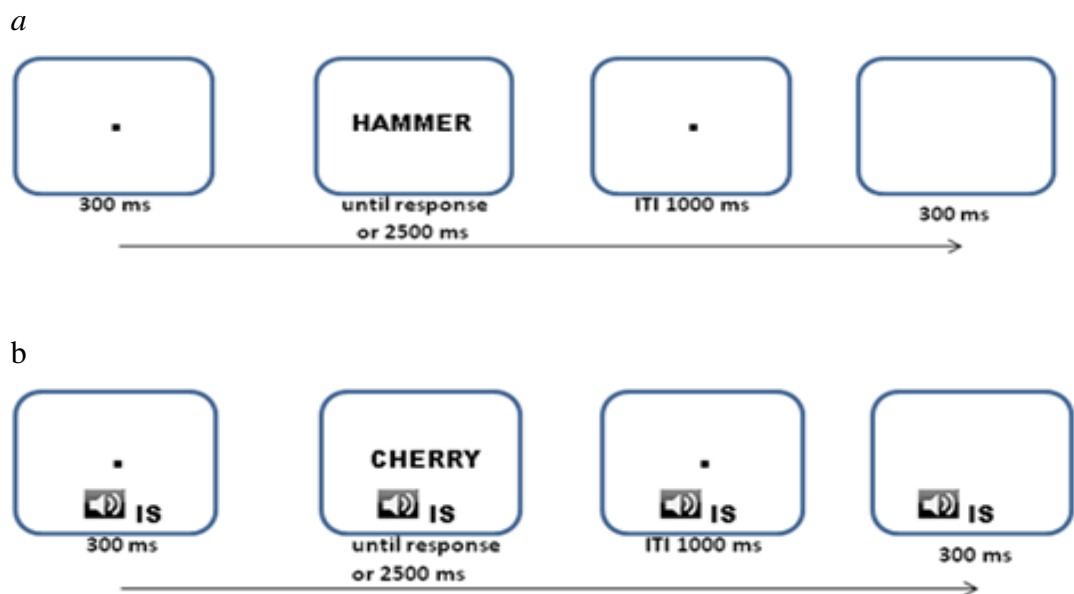 a
HAMMER
300 ms
until response
or 2500 ms
ITI 1000 ms
300 ms
b
CHERRY
IS
IS
IS
IS
300 ms
until response
or 2500 ms
ITI 1000 ms
300 ms